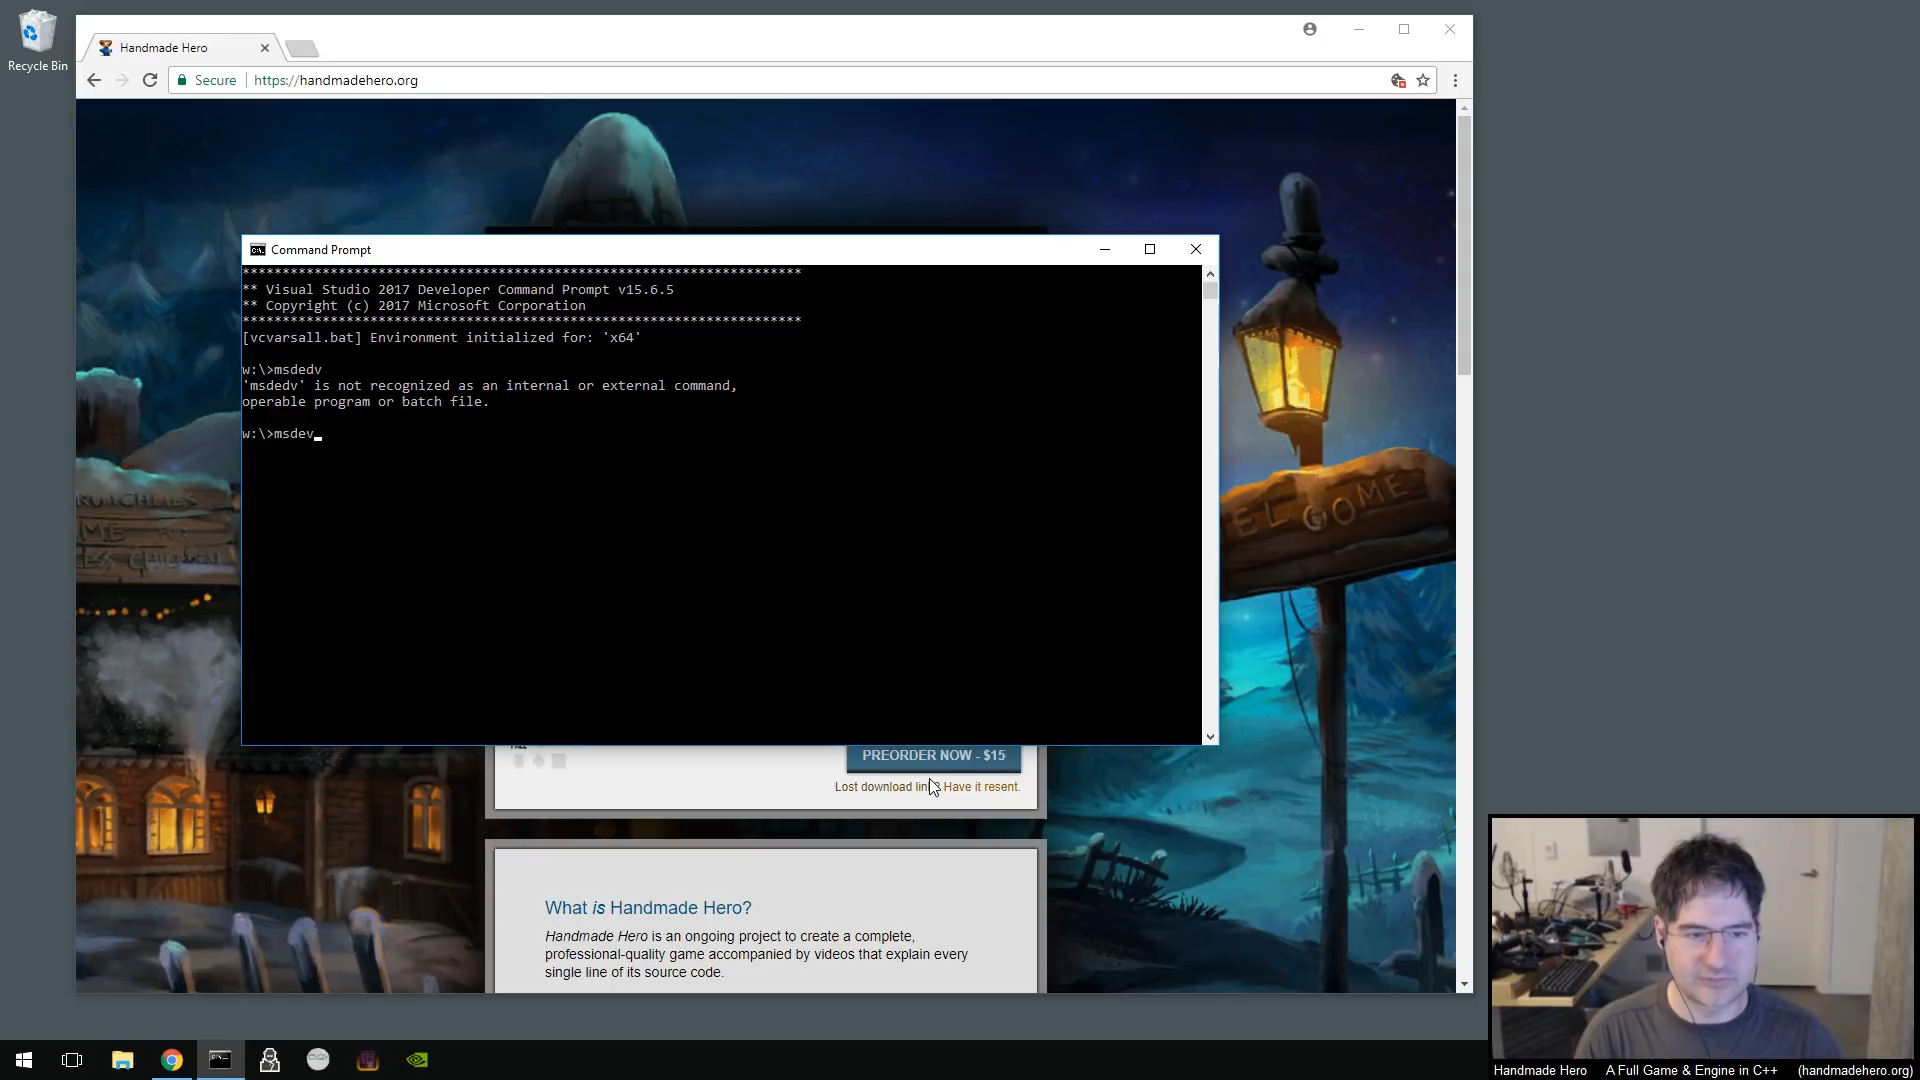 Recycle Bin
Handmade Hero
Secure
https://handmadehero.org
Command Prompt
**********************************************************************
** Visual Studio 2017 Developer Command Prompt v15.6.5
** Copyright (c) 2017 Microsoft Corporation
**********************************************************************
[vcvarsall.bat] Environment initialized for: 'x64'
w:\>msdedv
'msdedv' is not recognized as an internal or external command,
operable program or batch file.
w:\>msdev
ELCOME
PREORDER NOW - $15
Have it resent.
Lost download
What is Handmade Hero?
Handmade Hero is an ongoing project to create a complete,
professional-quality game accompanied by videos that explain every
single line of its source code.
Handmade Hero A Full Game & Engine in C++ (handmadehero.org)